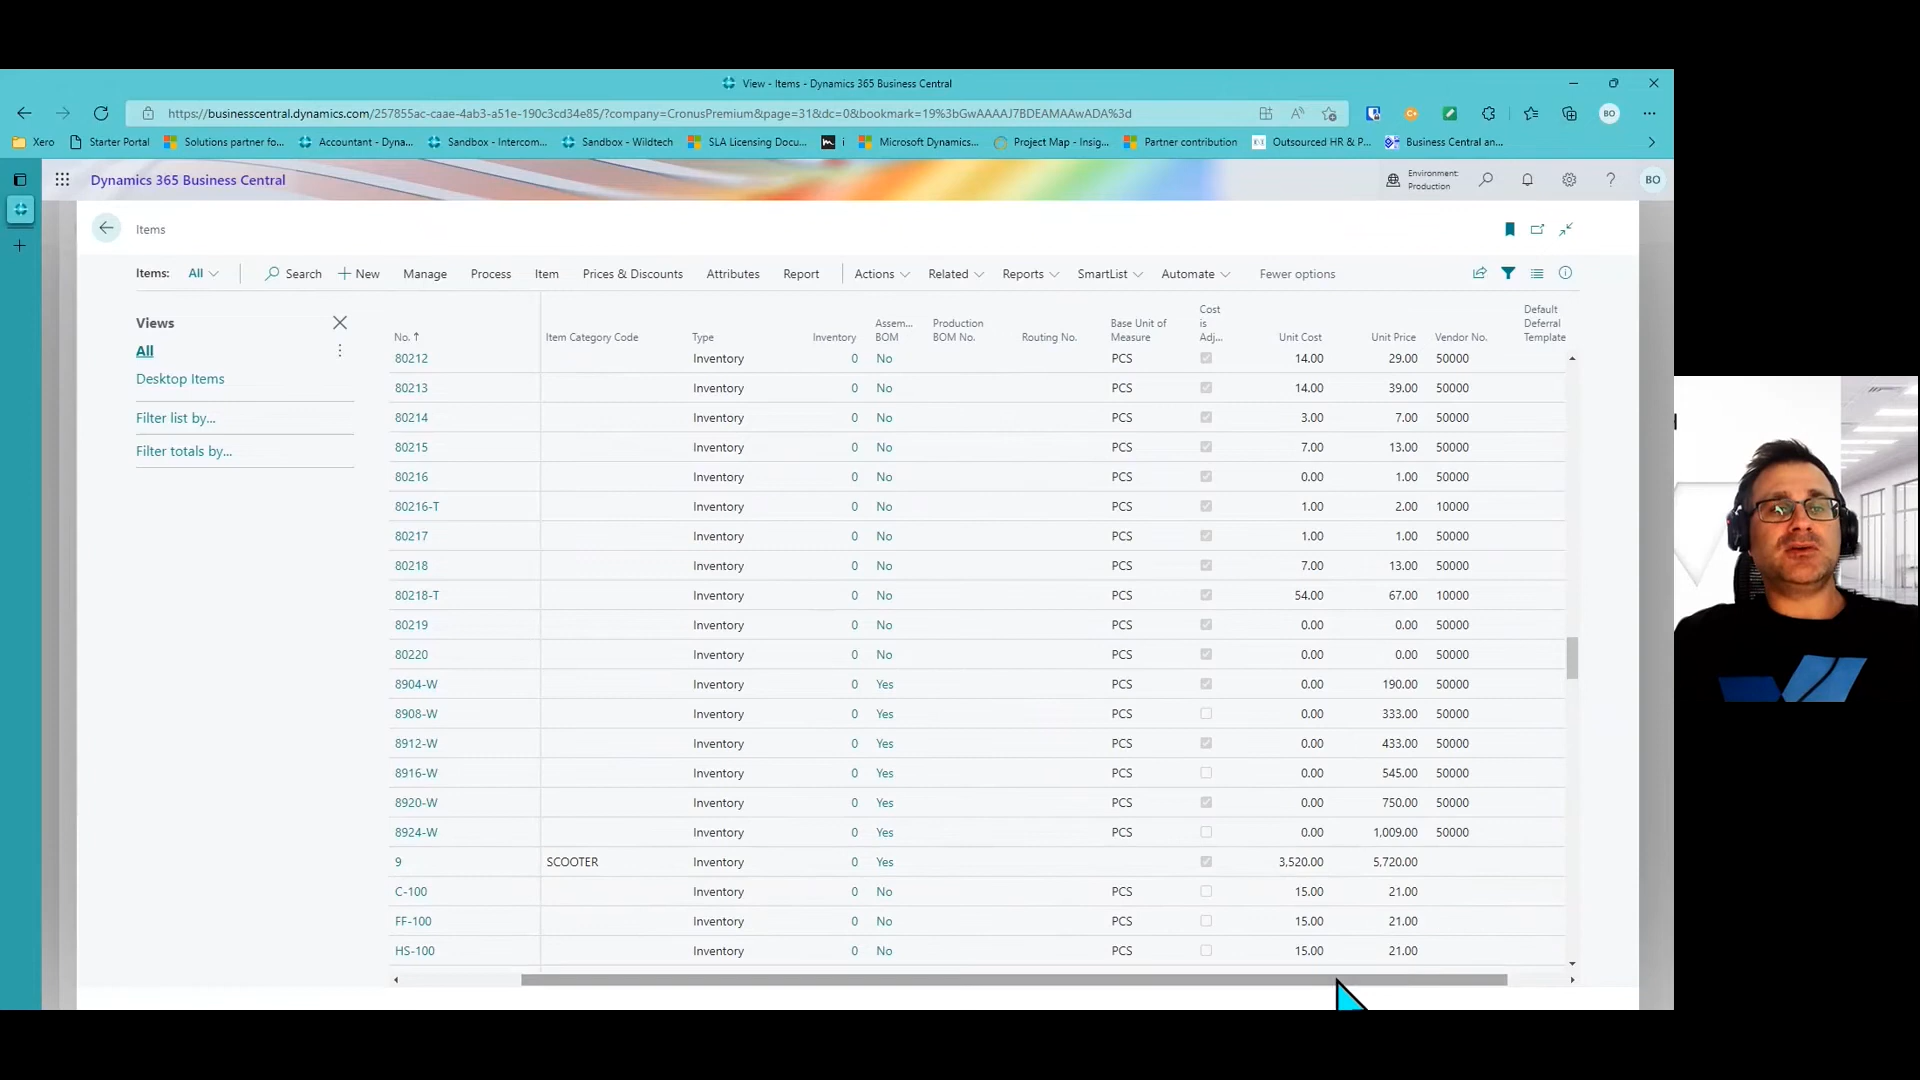 View - Items - Dynamics 365 Business Central
https://businesscentral.dynamics.com/257855ac-caae-4ab3-a51e-190c3cd34e85/?company=CronusPremium&page=31&dc=0&bookmark=19%3bGwAAAAJ7BDEAMAAwADA%3d
BO
Xero Starter Portal Solutions partner fo... Accountant - Dyna... Sandbox - Intercom... Sandbox - Wildtech SLA Licensing Docu... i Microsoft Dynamics... Project Map - Insig... Partner contribution Outsourced HR & P... Business Central an...
Dynamics 365 Business Central
Environment:
Production
BO
Items
Items: All Search New Manage Process Item Prices & Discounts Attributes Report Actions Related Reports SmartList Automate Fewer options
Views
All
Desktop Items
Filter list by...
Filter totals by...
No. ↑ Item Category Code Type Inventory Assem... BOM Production BOM No. Routing No. Base Unit of Measure Cost is Adj... Unit Cost Unit Price Vendor No. Default Deferral Template
80212 Inventory 0 No PCS 14.00 29.00 50000
80213 Inventory 0 No PCS 14.00 39.00 50000
80214 Inventory 0 No PCS 3.00 7.00 50000
80215 Inventory 0 No PCS 7.00 13.00 50000
80216 Inventory 0 No PCS 0.00 1.00 50000
80216-T Inventory 0 No PCS 1.00 2.00 10000
80217 Inventory 0 No PCS 1.00 1.00 50000
80218 Inventory 0 No PCS 7.00 13.00 50000
80218-T Inventory 0 No PCS 54.00 67.00 10000
80219 Inventory 0 No PCS 0.00 0.00 50000
80220 Inventory 0 No PCS 0.00 0.00 50000
8904-W Inventory 0 Yes PCS 0.00 190.00 50000
8908-W Inventory 0 Yes PCS 0.00 333.00 50000
8912-W Inventory 0 Yes PCS 0.00 433.00 50000
8916-W Inventory 0 Yes PCS 0.00 545.00 50000
8920-W Inventory 0 Yes PCS 0.00 750.00 50000
8924-W Inventory 0 Yes PCS 0.00 1,009.00 50000
9 SCOOTER Inventory Yes 3,520.00 5,720.00
C-100 Inventory 0 No PCS 15.00 21.00
FF-100 Inventory 0 No PCS 15.00 21.00
HS-100 Inventory 0 No PCS 15.00 21.00